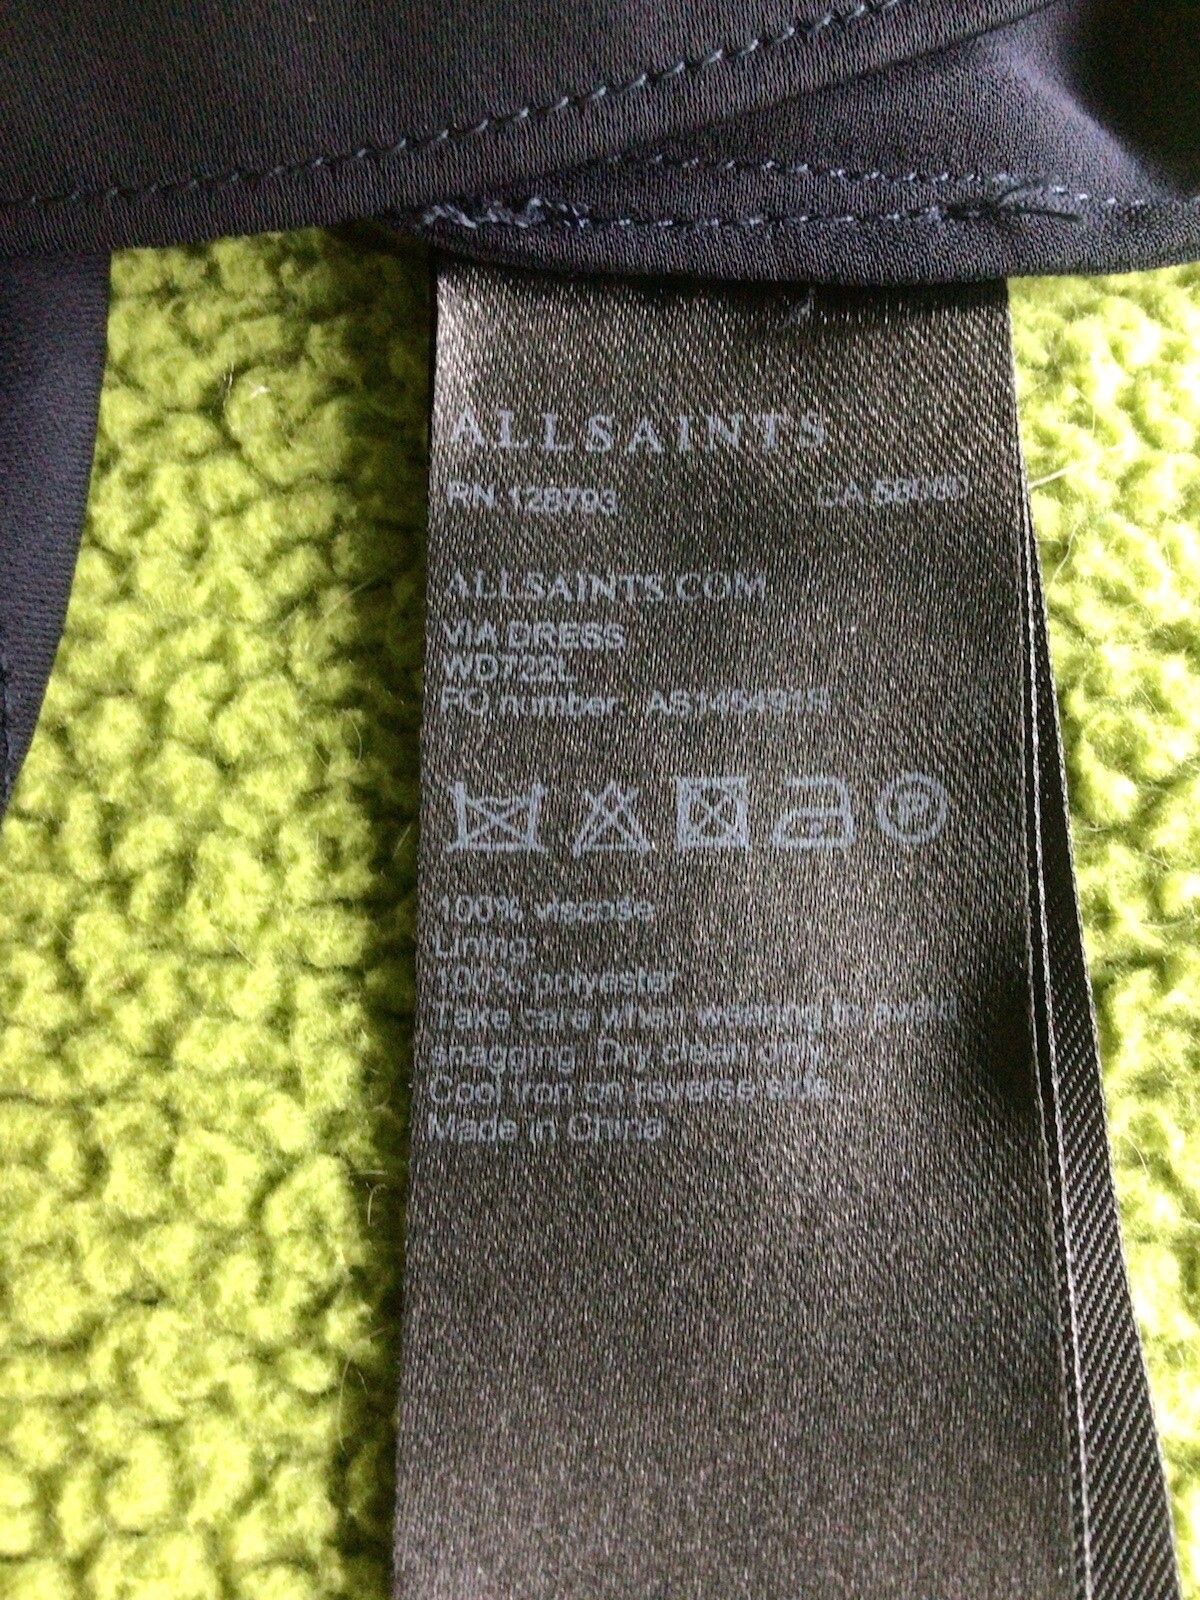 ALLSAINTS
RN 128793 CA
ALLSAINTS.COM
VIA DRESS
WD722L
PO number
P
100% viscose
Lining:
100% polyester
Take care when wearing to avoid
snagging. Dry clean only.
Cool iron on reverse side.
Made in China